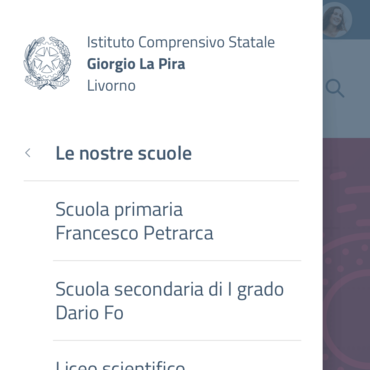 Istituto Comprensivo Statale
Giorgio La Pira
Livorno
Le nostre scuole
Scuola primaria
Francesco Petrarca
Scuola secondaria di I grado
Dario Fo
Liceo scientifico